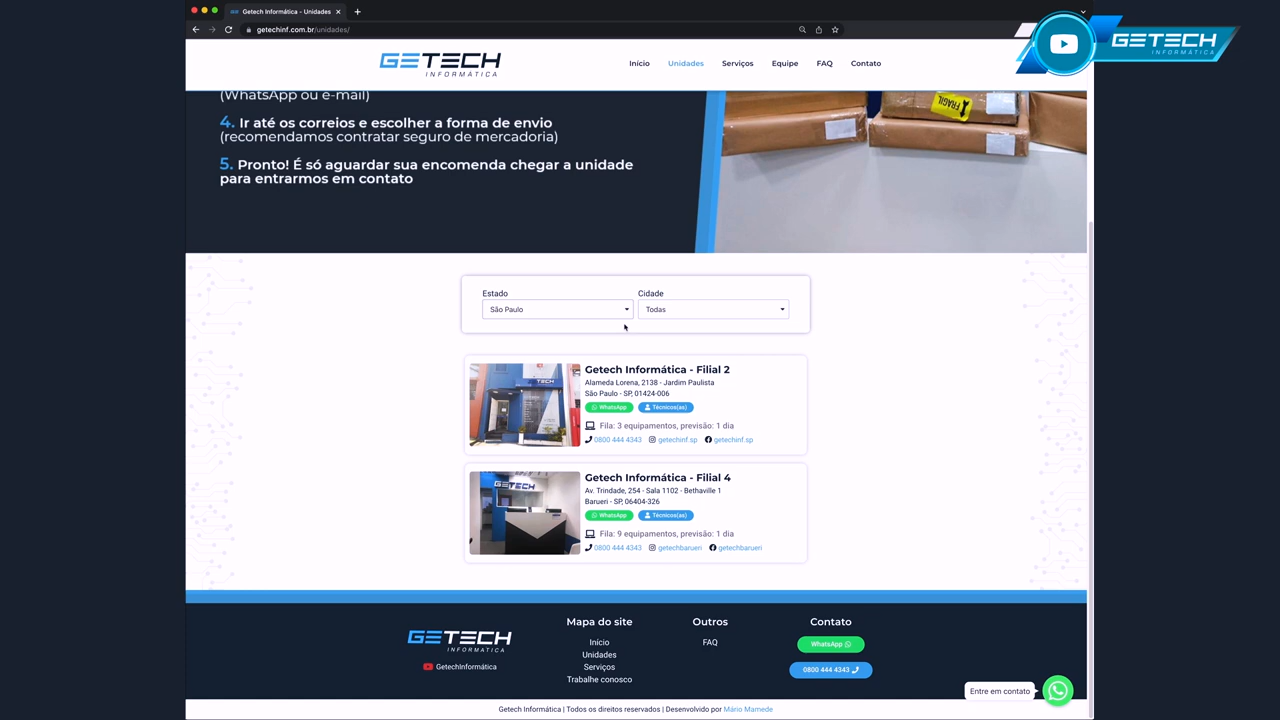 Getech Informática - Unidades
getechinf.com.br/unidades/
GETECH
INFORMÁTICA
GETECH
INFORMÁTICA
Início
Unidades
Serviços
Equipe
FAQ
Contato
(WhatsApp ou e-mail)
4. Ir até os correios e escolher a forma de envio
(recomendamos contratar seguro de mercadoria)
5. Pronto! É só aguardar sua encomenda chegar a unidade
para entrarmos em contato
FRAGIL
Estado
Cidade
São Paulo
Todas
Getech Informática - Filial 2
Alameda Lorena, 2138 - Jardim Paulista
São Paulo - SP, 01424-006
WhatsApp
Técnicos(as)
Fila: 3 equipamentos, previsão: 1 dia
0800 444 4343
getechinf.sp
getechinf.sp
Getech Informática - Filial 4
Av. Trindade, 254 - Sala 1102 - Bethaville 1
Barueri - SP, 06404-326
WhatsApp
Técnicos(as)
Fila: 9 equipamentos, previsão: 1 dia
0800 444 4343
getechbarueri
getechbarueri
GETECH
GETECH
INFORMÁTICA
GetechInformática
Mapa do site
Início
Unidades
Serviços
Trabalhe conosco
Outros
FAQ
Contato
WhatsApp
0800 444 4343
Entre em contato
Getech Informática | Todos os direitos reservados | Desenvolvido por Mário Mamede